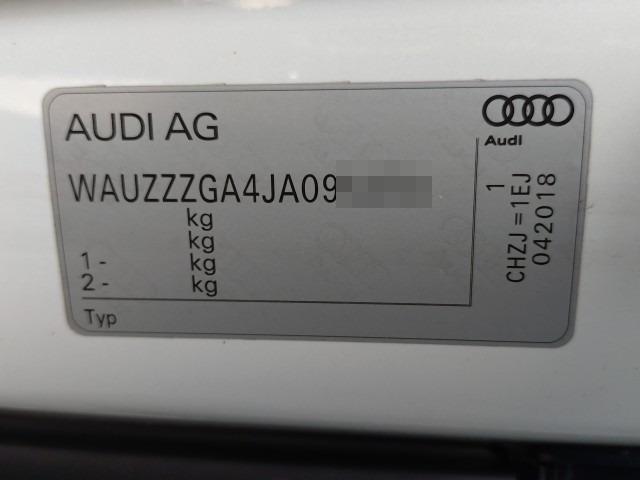 AUDI AG
Audi
WAUZZZGA4JA09
kg
kg
1 - kg
2 - kg
Typ
1
CHZJ = 1EJ
042018